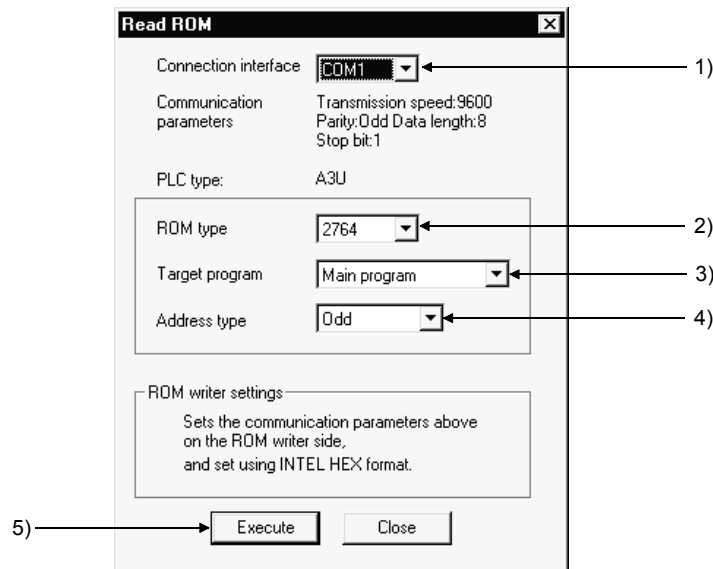 Read ROM
Connection interface COM1 1)
Communication parameters
Transmission speed:9600
Parity:Odd Data length:8
Stop bit:1
PLC type: A3U
ROM type 2764 2)
Target program Main program 3)
Address type Odd 4)
ROM writer settings
Sets the communication parameters above
on the ROM writer side,
and set using INTEL HEX format.
5) Execute Close